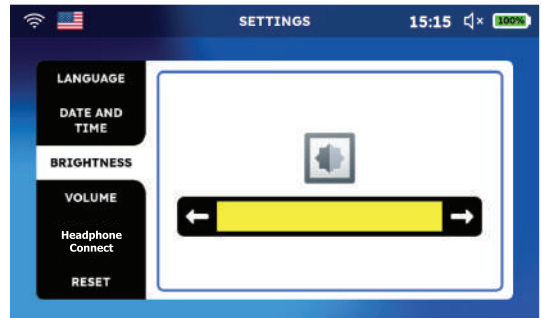 SETTINGS
15:15
100%
LANGUAGE
DATE AND
TIME
BRIGHTNESS
VOLUME
Headphone
Connect
RESET